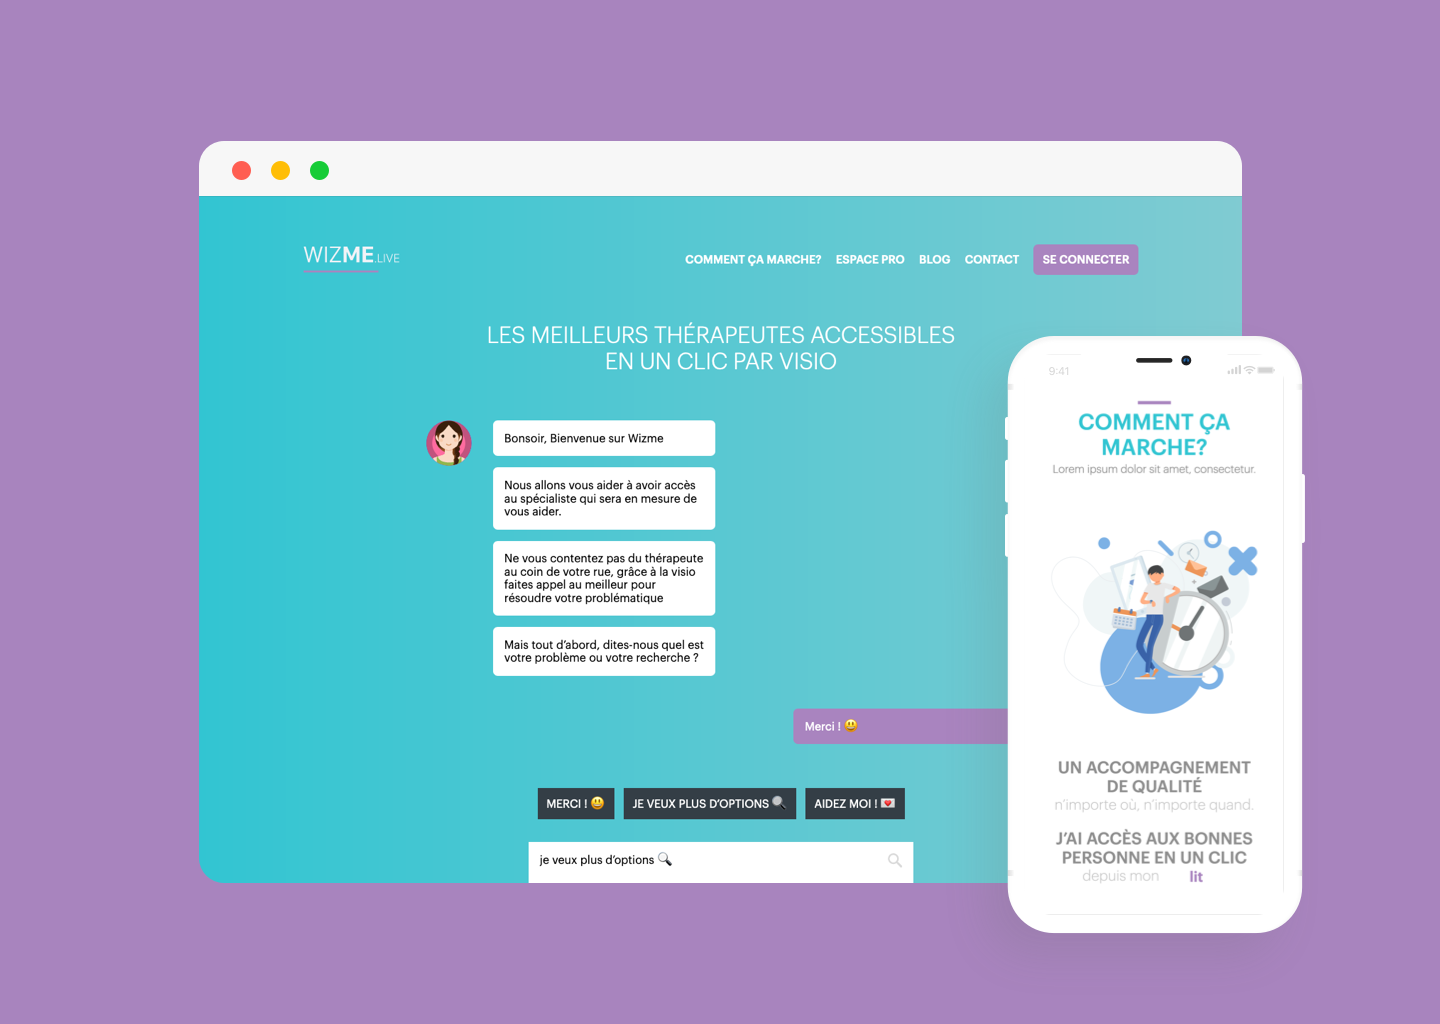 WIZME.LIVE
COMMENT ÇA MARCHE? ESPACE PRO BLOG CONTACT SE CONNECTER
LES MEILLEURS THÉRAPEUTES ACCESSIBLES
EN UN CLIC PAR VISIO
Bonsoir, Bienvenue sur Wizme
Nous allons vous aider à avoir accès
au spécialiste qui sera en mesure de
vous aider.
Ne vous contentez pas du thérapeute
au coin de votre rue, grâce à la visio
faites appel au meilleur pour
résoudre votre problématique
Mais tout d’abord, dites-nous quel est
votre problème ou votre recherche ?
Merci ! 😃
MERCI ! 😃 JE VEUX PLUS D’OPTIONS 🔍 AIDEZ MOI ! 💌
je veux plus d’options 🔍
9:41
COMMENT ÇA
MARCHE?
Lorem ipsum dolor sit amet, consectetur.
UN ACCOMPAGNEMENT
DE QUALITÉ
n’importe où, n’importe quand.
J’AI ACCÈS AUX BONNES
PERSONNE EN UN CLIC
depuis mon lit